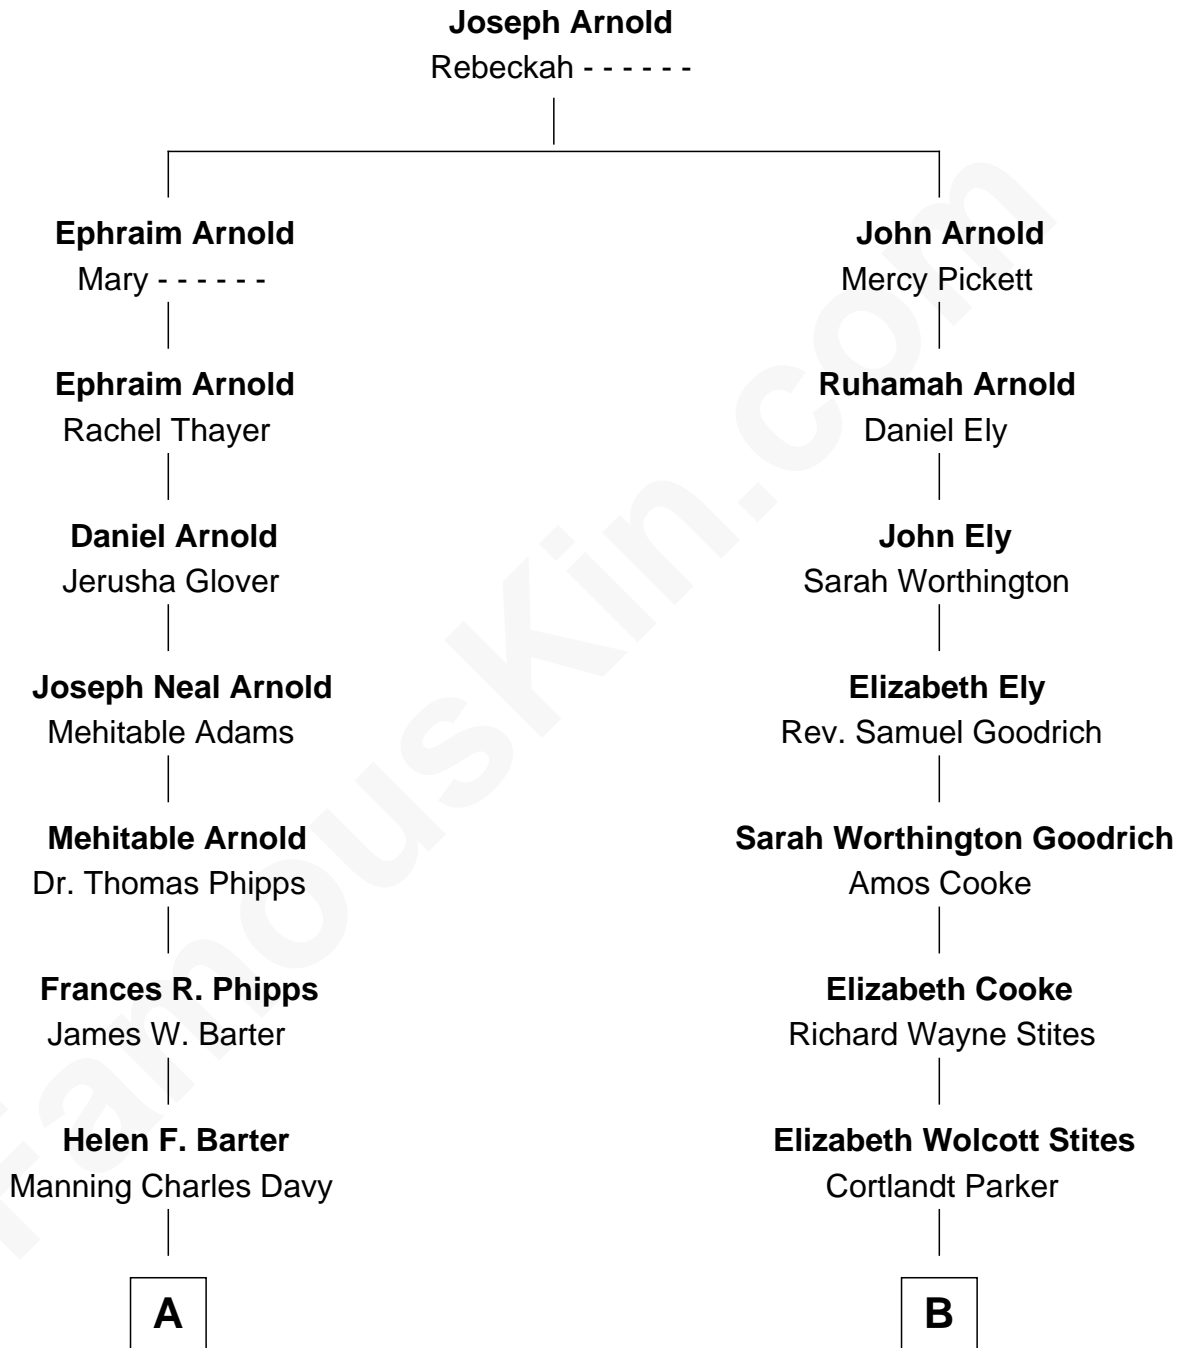 Joseph Arnold
Rebeckah - - - - - -
Ephraim Arnold
Mary - - - - - -
John Arnold
Mercy Pickett
Ephraim Arnold
Rachel Thayer
Ruhamah Arnold
Daniel Ely
Daniel Arnold
Jerusha Glover
John Ely
Sarah Worthington
Joseph Neal Arnold
Mehitable Adams
Elizabeth Ely
Rev. Samuel Goodrich
Mehitable Arnold
Dr. Thomas Phipps
Sarah Worthington Goodrich
Amos Cooke
Frances R. Phipps
James W. Barter
Elizabeth Cooke
Richard Wayne Stites
Helen F. Barter
Manning Charles Davy
Elizabeth Wolcott Stites
Cortlandt Parker
A
B
FamousKin.com